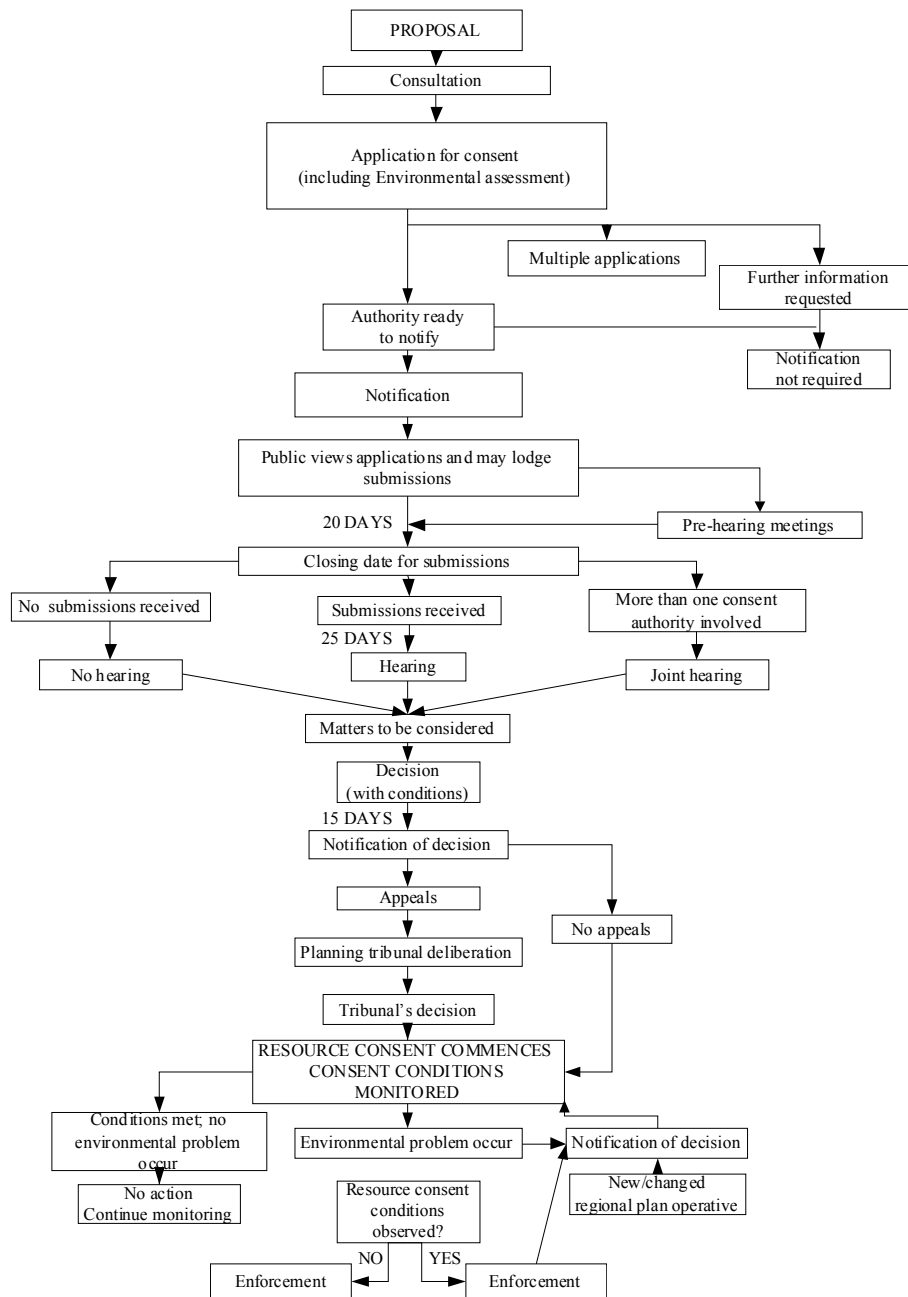 PROPOSAL
Consultation
Application for consent
(including Environmental assessment)
Multiple applications
Further information
requested
Authority ready
to notify
Notification
not required
Notification
Public views applications and may lodge
submissions
20 DAYS
Pre-hearing meetings
Closing date for submissions
No submissions received
Submissions received
More than one consent
authority involved
25 DAYS
No hearing
Hearing
Joint hearing
Matters to be considered
Decision
(with conditions)
15 DAYS
Notification of decision
Appeals
No appeals
Planning tribunal deliberation
Tribunal's decision
RESOURCE CONSENT COMMENCES
CONSENT CONDITIONS
MONITORED
Conditions met; no
environmental problem
occur
Environmental problem occur
Notification of decision
No action
Continue monitoring
Resource consent
conditions
observed?
New/changed
regional plan operative
NO
YES
Enforcement
Enforcement